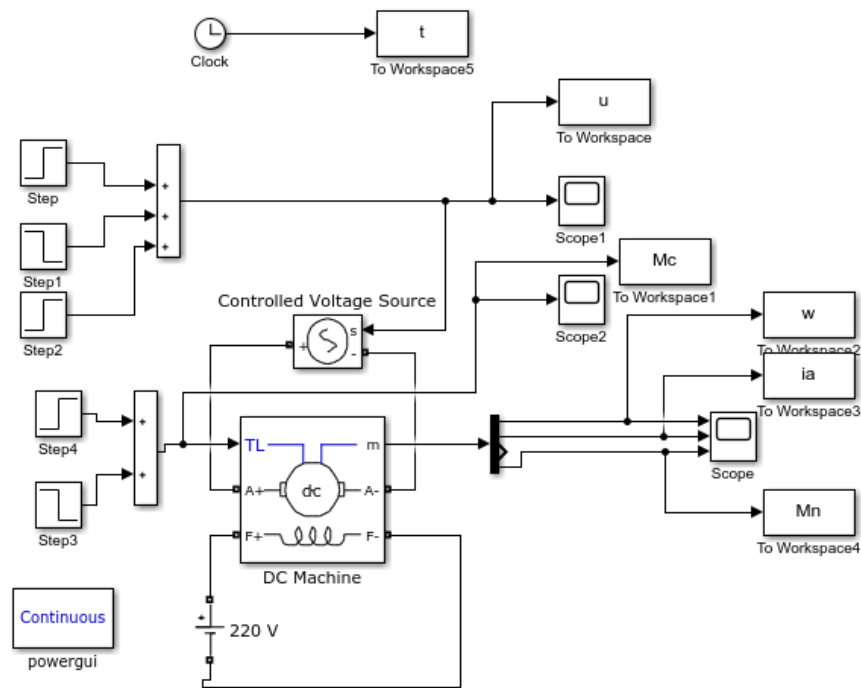 t
Clock
To Workspace5
u
To Workspace
Step
+
+
+
Scope1
Step1
Mc
To Workspace1
Controlled Voltage Source
Step2
s
+
-
Scope2
w
To Workspace2
ia
To Workspace3
+
Step4
TL
m
Scope
+
dc
A+
A-
Mn
To Workspace4
Step3
F+
F-
DC Machine
Continuous
powergui
+
220 V